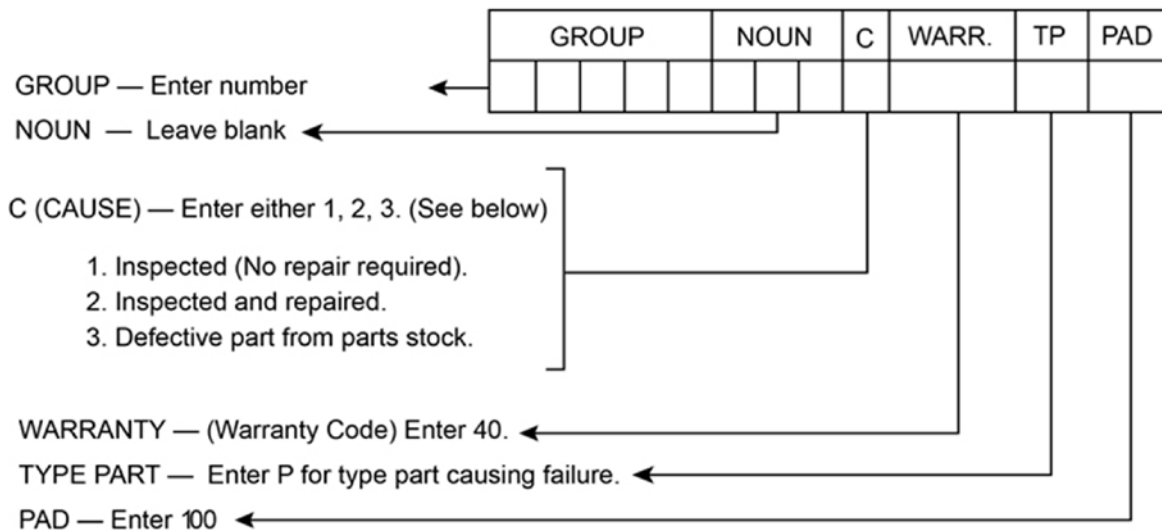 GROUP NOUN C WARR. TP PAD
GROUP — Enter number
NOUN — Leave blank
C (CAUSE) — Enter either 1, 2, 3. (See below)
1. Inspected (No repair required).
2. Inspected and repaired.
3. Defective part from parts stock.
WARRANTY — (Warranty Code) Enter 40.
TYPE PART — Enter P for type part causing failure.
PAD — Enter 100